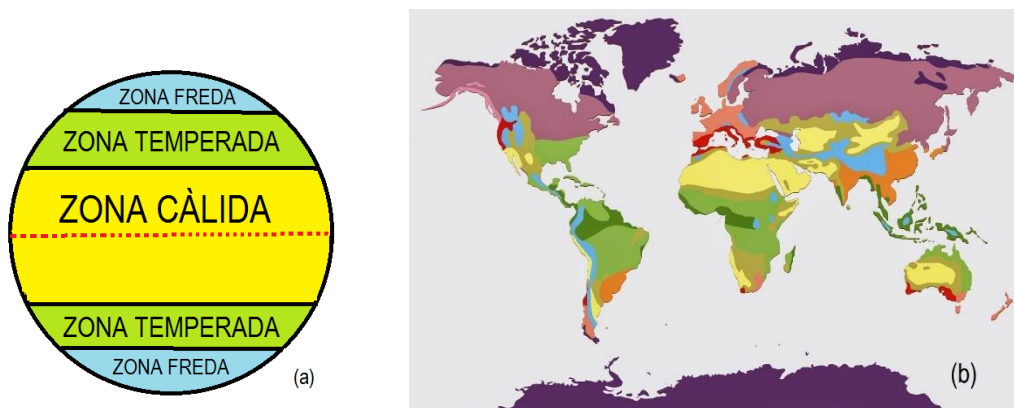 ZONA FREDA
ZONA TEMPERADA
ZONA CÀLIDA
ZONA TEMPERADA
ZONA FREDA
(a)
(b)